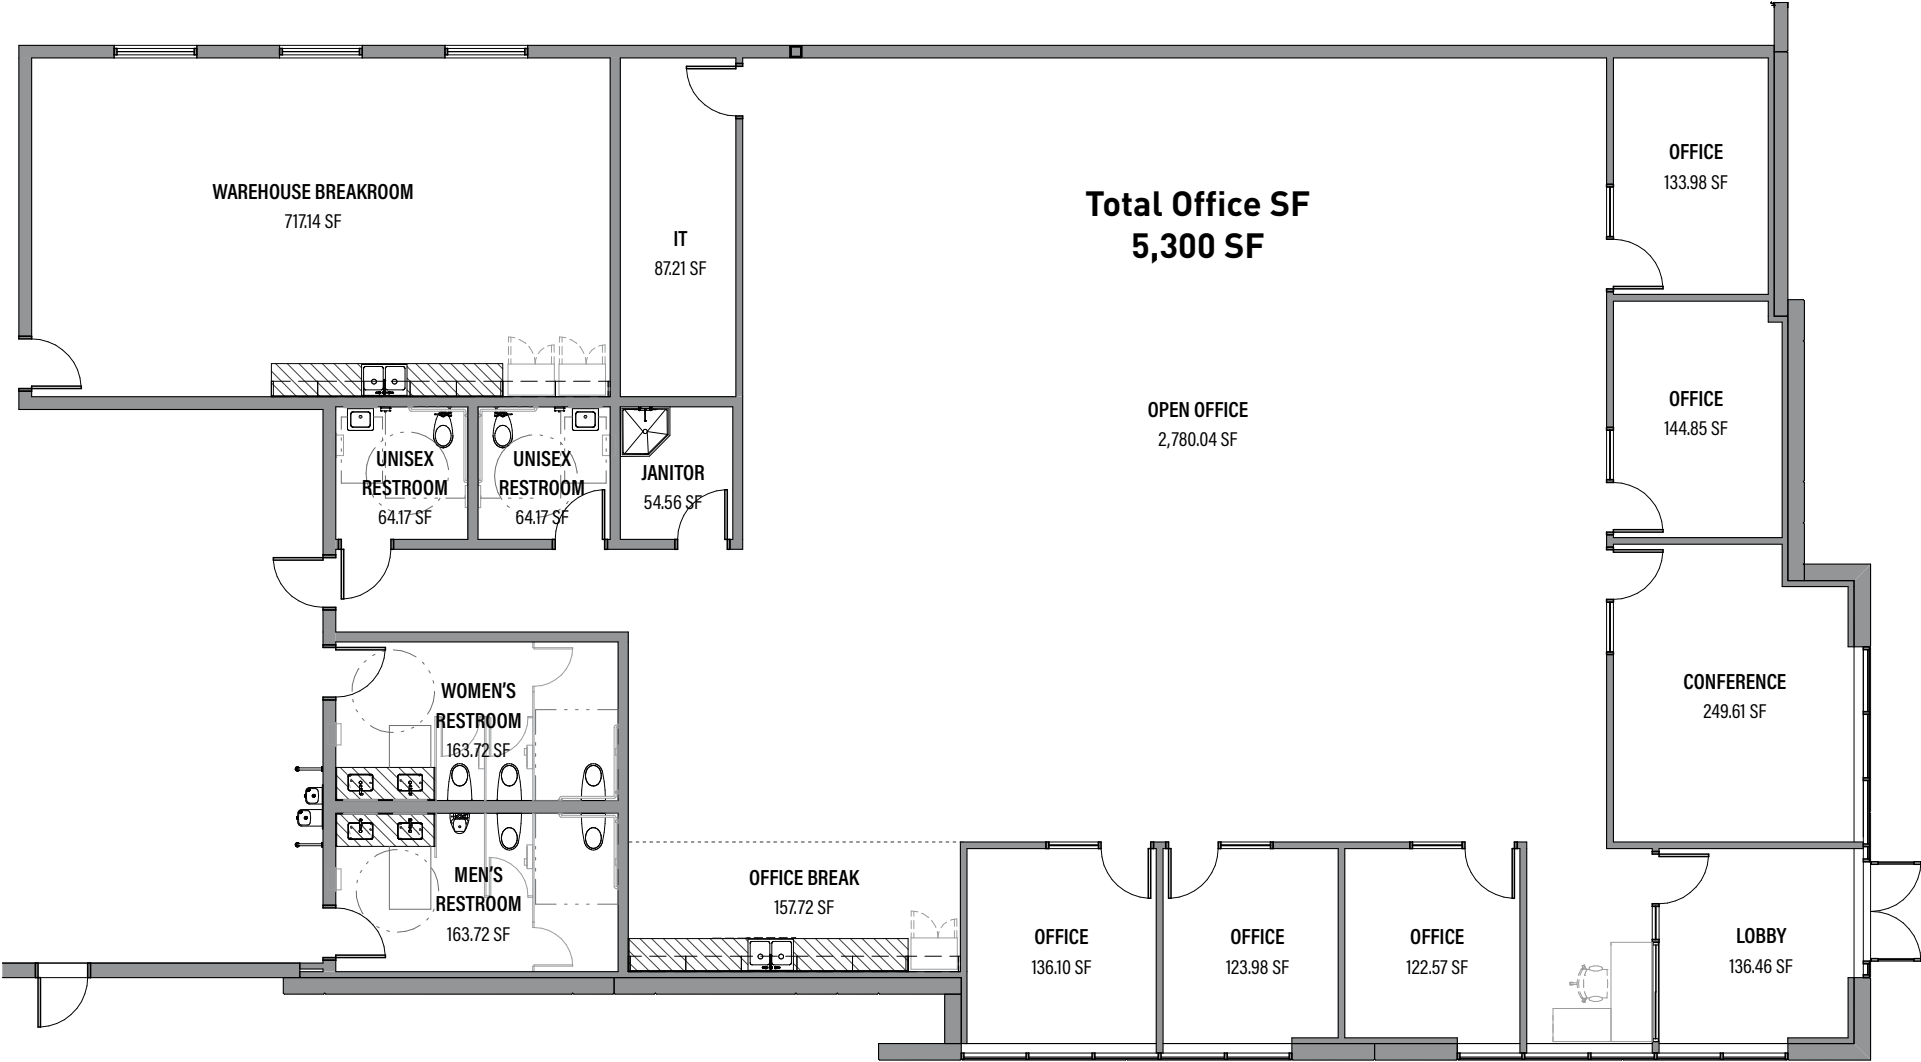 WAREHOUSE BREAKROOM
717.14 SF
IT
87.21 SF
Total Office SF
5,300 SF
OFFICE
133.98 SF
OPEN OFFICE
2,780.04 SF
OFFICE
144.85 SF
UNISEX
RESTROOM
64.17 SF
UNISEX
RESTROOM
64.17 SF
JANITOR
54.56 SF
WOMEN'S
RESTROOM
163.72 SF
CONFERENCE
249.61 SF
MEN'S
RESTROOM
163.72 SF
OFFICE BREAK
157.72 SF
OFFICE
136.10 SF
OFFICE
123.98 SF
OFFICE
122.57 SF
LOBBY
136.46 SF